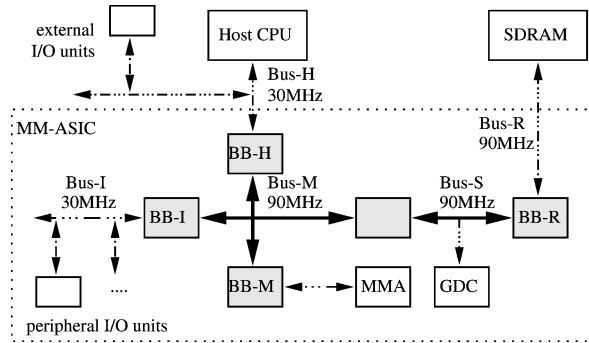 external
I/O units
Host CPU
SDRAM
Bus-H
30MHz
MM-ASIC
Bus-R
90MHz
BB-H
Bus-I
30MHz
Bus-M
90MHz
Bus-S
90MHz
BB-I
BB-R
BB-M
MMA
GDC
....
peripheral I/O units